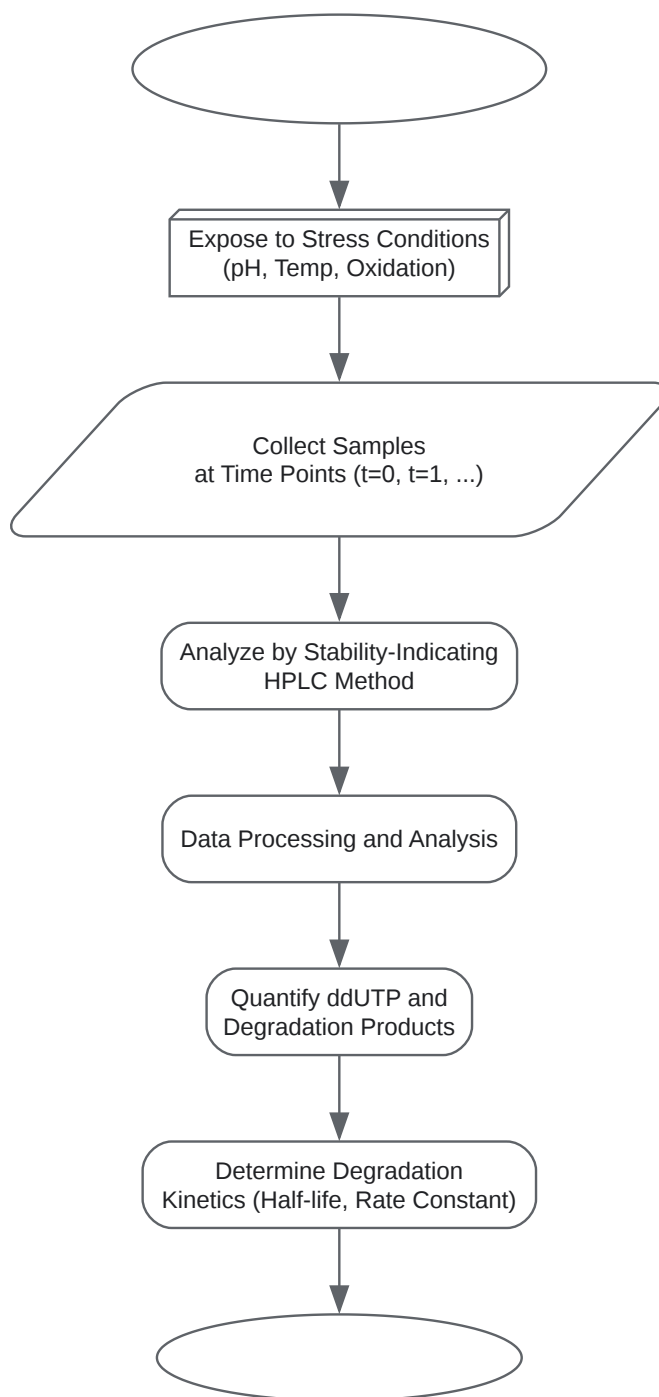 Expose to Stress Conditions
(pH, Temp, Oxidation)
Collect Samples
at Time Points (t=0, t=1, ...)
Analyze by Stability-Indicating
HPLC Method
Data Processing and Analysis
Quantify ddUTP and
Degradation Products
Determine Degradation
Kinetics (Half-life, Rate Constant)